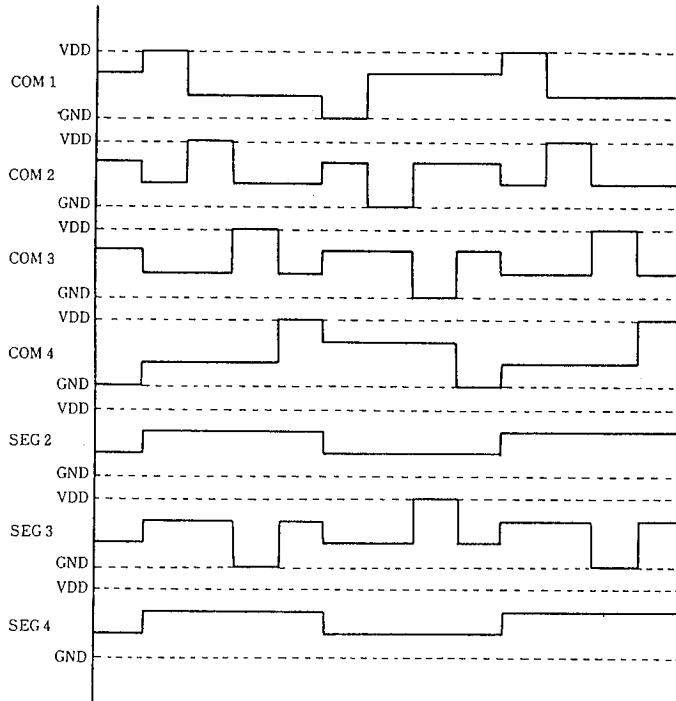 VDD
COM 1
GND
VDD
COM 2
GND
VDD
COM 3
GND
VDD
COM 4
GND
VDD
SEG 2
GND
VDD
SEG 3
GND
VDD
SEG 4
GND